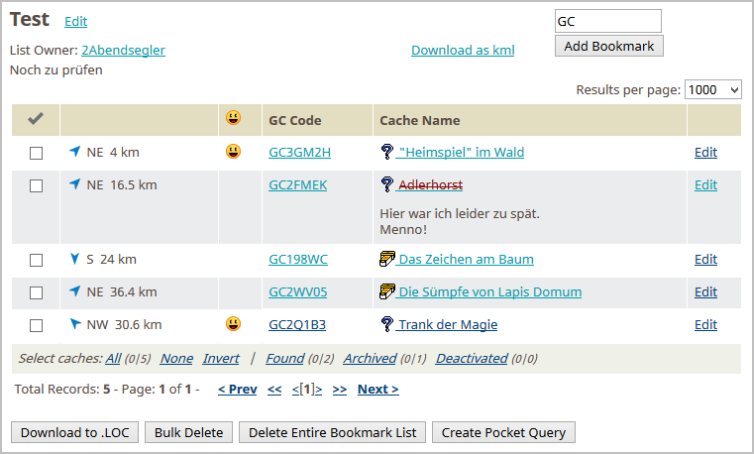 Test Edit
GC
List Owner: 2Abendsegler Download as kml Add Bookmark
Noch zu prüfen
Results per page: 1000
GC Code Cache Name
NE 4 km GC3GM2H "Heimspiel" im Wald Edit
NE 16.5 km GC2FMEK Adlerhorst Edit
Hier war ich leider zu spät.
Menno!
S 24 km GC198WC Das Zeichen am Baum Edit
NE 36.4 km GC2WV05 Die Sümpfe von Lapis Domum Edit
NW 30.6 km GC2Q1B3 Trank der Magie Edit
Select caches: All (0|5) None Invert | Found (0|2) Archived (0|1) Deactivated (0|0)
Total Records: 5 - Page: 1 of 1 - < Prev << <[1]> >> Next >
Download to .LOC Bulk Delete Delete Entire Bookmark List Create Pocket Query